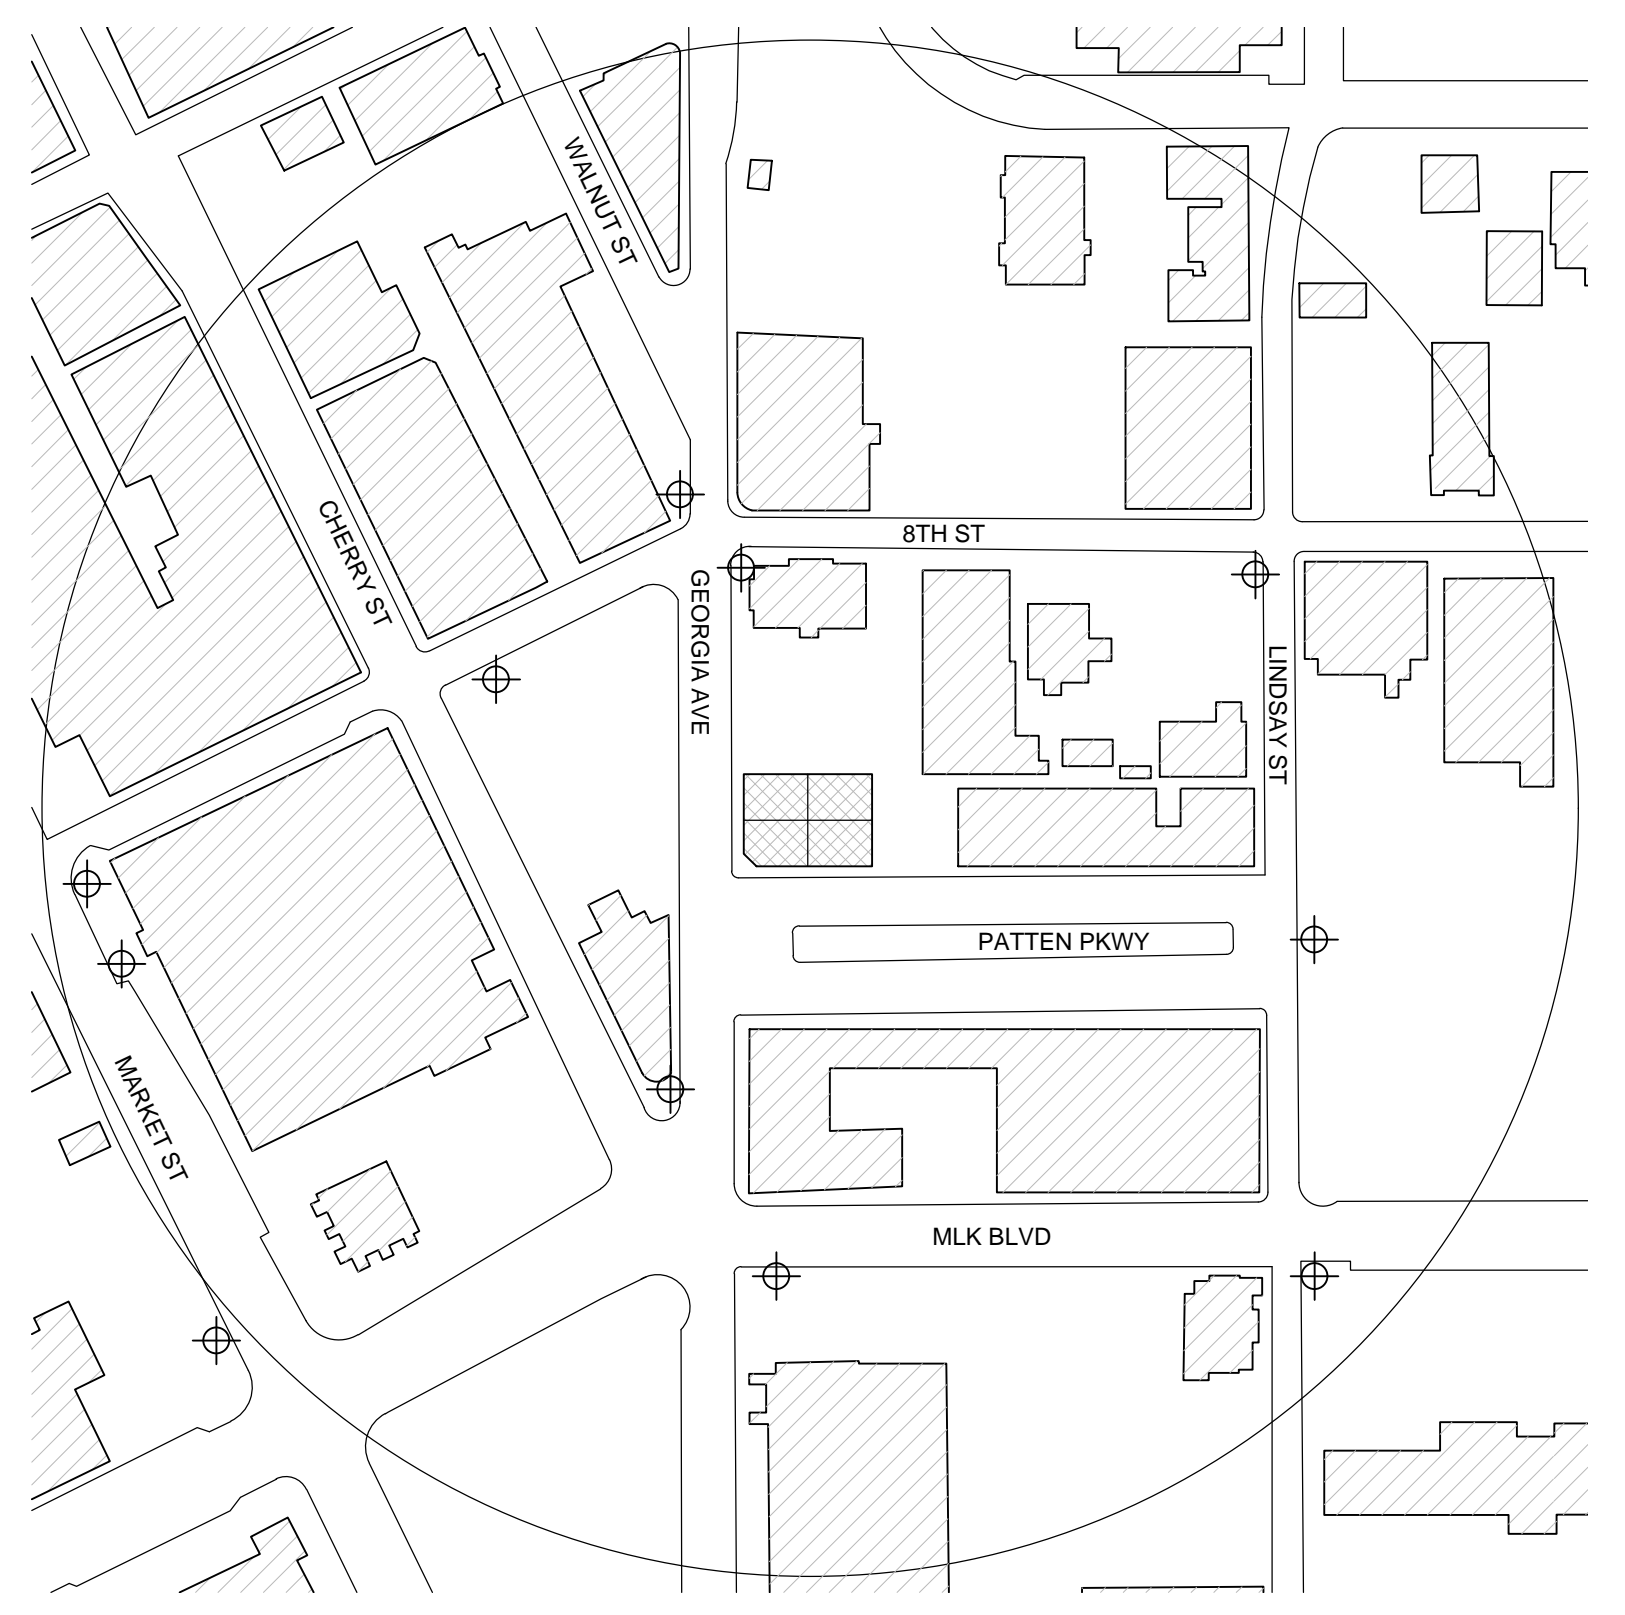 WALNUT ST
8TH ST
CHERRY ST
GEORGIA AVE
LINDSAY ST
PATTEN PKWY
MARKET ST
MLK BLVD